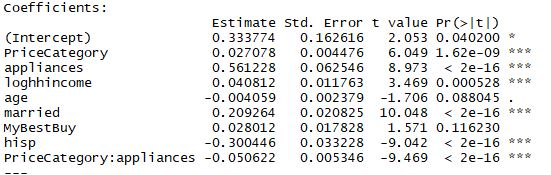 Coefficients:
Estimate Std. Error t value Pr(>|t|)
(Intercept) 0.333774 0.162616 2.053 0.040200 *
PriceCategory 0.027078 0.004476 6.049 1.62e-09 ***
appliances 0.561228 0.062546 8.973 < 2e-16 ***
loghhincome 0.040812 0.011763 3.469 0.000528 ***
age -0.004059 0.002379 -1.706 0.088045 .
married 0.209264 0.020825 10.048 < 2e-16 ***
MyBestBuy 0.028012 0.017828 1.571 0.116230
hisp -0.300446 0.033228 -9.042 < 2e-16 ***
PriceCategory:appliances -0.050622 0.005346 -9.469 < 2e-16 ***
---